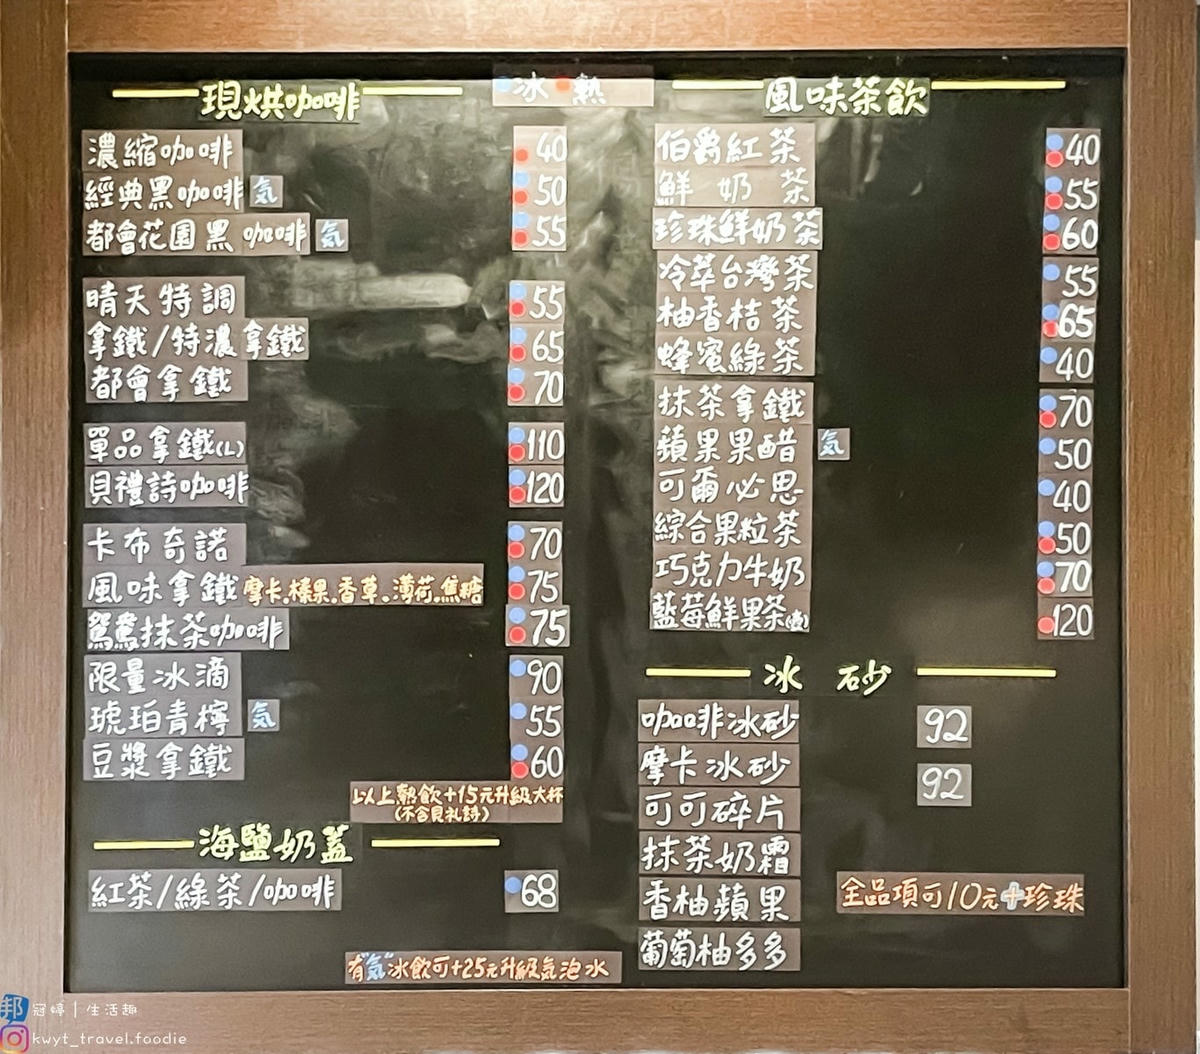 現烘咖啡
冰 熱
濃縮咖啡 40
經典黑咖啡 気 50
都會花園黑咖啡 気 55
晴天特調 55
拿鐵/特濃拿鐵 65
都會拿鐵 70
單品拿鐵(L) 110
貝禮詩咖啡 120
卡布奇諾 70
風味拿鐵 摩卡.榛果.香草.薄荷.焦糖 75
鴛鴦抹茶咖啡 75
限量冰滴 90
琥珀青檸 気 55
豆漿拿鐵 60
以上熱飲+15元升級大杯
(不含貝礼詩)
海鹽奶蓋
紅茶/綠茶/咖啡 68
有"気"冰飲可+25元升級気泡水
風味茶飲
伯爵紅茶 40
鮮奶茶 55
珍珠鮮奶茶 60
冷萃台灣茶 55
柚香桔茶 65
蜂蜜綠茶 40
抹茶拿鐵 70
蘋果果醋 気 50
可爾必思 40
綜合果粒茶 50
巧克力牛奶 70
藍莓鮮果茶 120
冰砂
咖啡冰砂 92
摩卡冰砂
可可碎片 92
抹茶奶霜
香柚蘋果
葡萄柚多多
全品項可10元+珍珠
邦 冠婷 | 生活趣
kwyt_travel.foodie